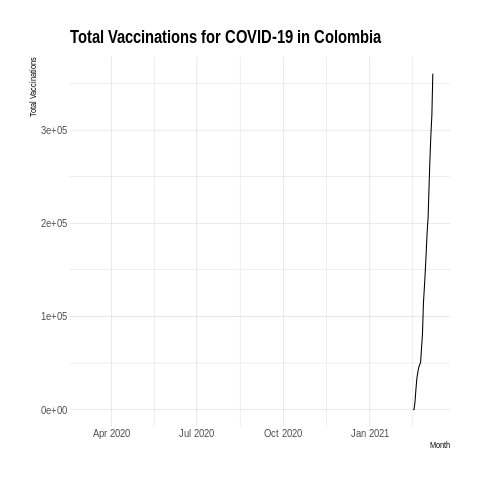 Total Vaccinations for COVID-19 in Colombia
Total Vaccinations
3e+05
2e+05
1e+05
0e+00
Apr 2020 Jul 2020 Oct 2020 Jan 2021
Month